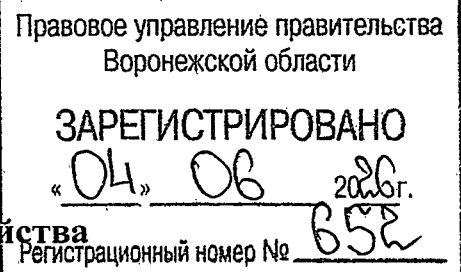 Правовое управление правительства
Воронежской области
ЗАРЕГИСТРИРОВАНО
«04» 06 2026г.
йства
Регистрационный номер № 652